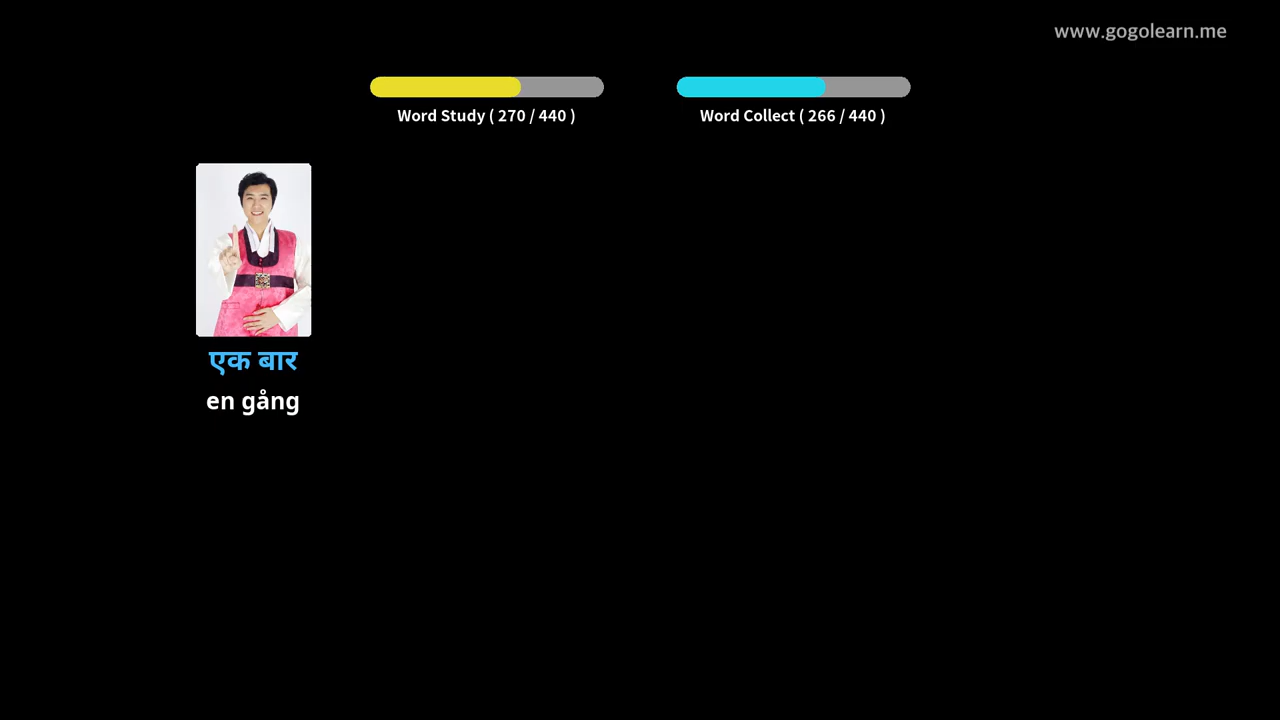 www.gogolearn.me
Word Study ( 270 / 440 )
Word Collect ( 266 / 440 )
एक बार
en gång